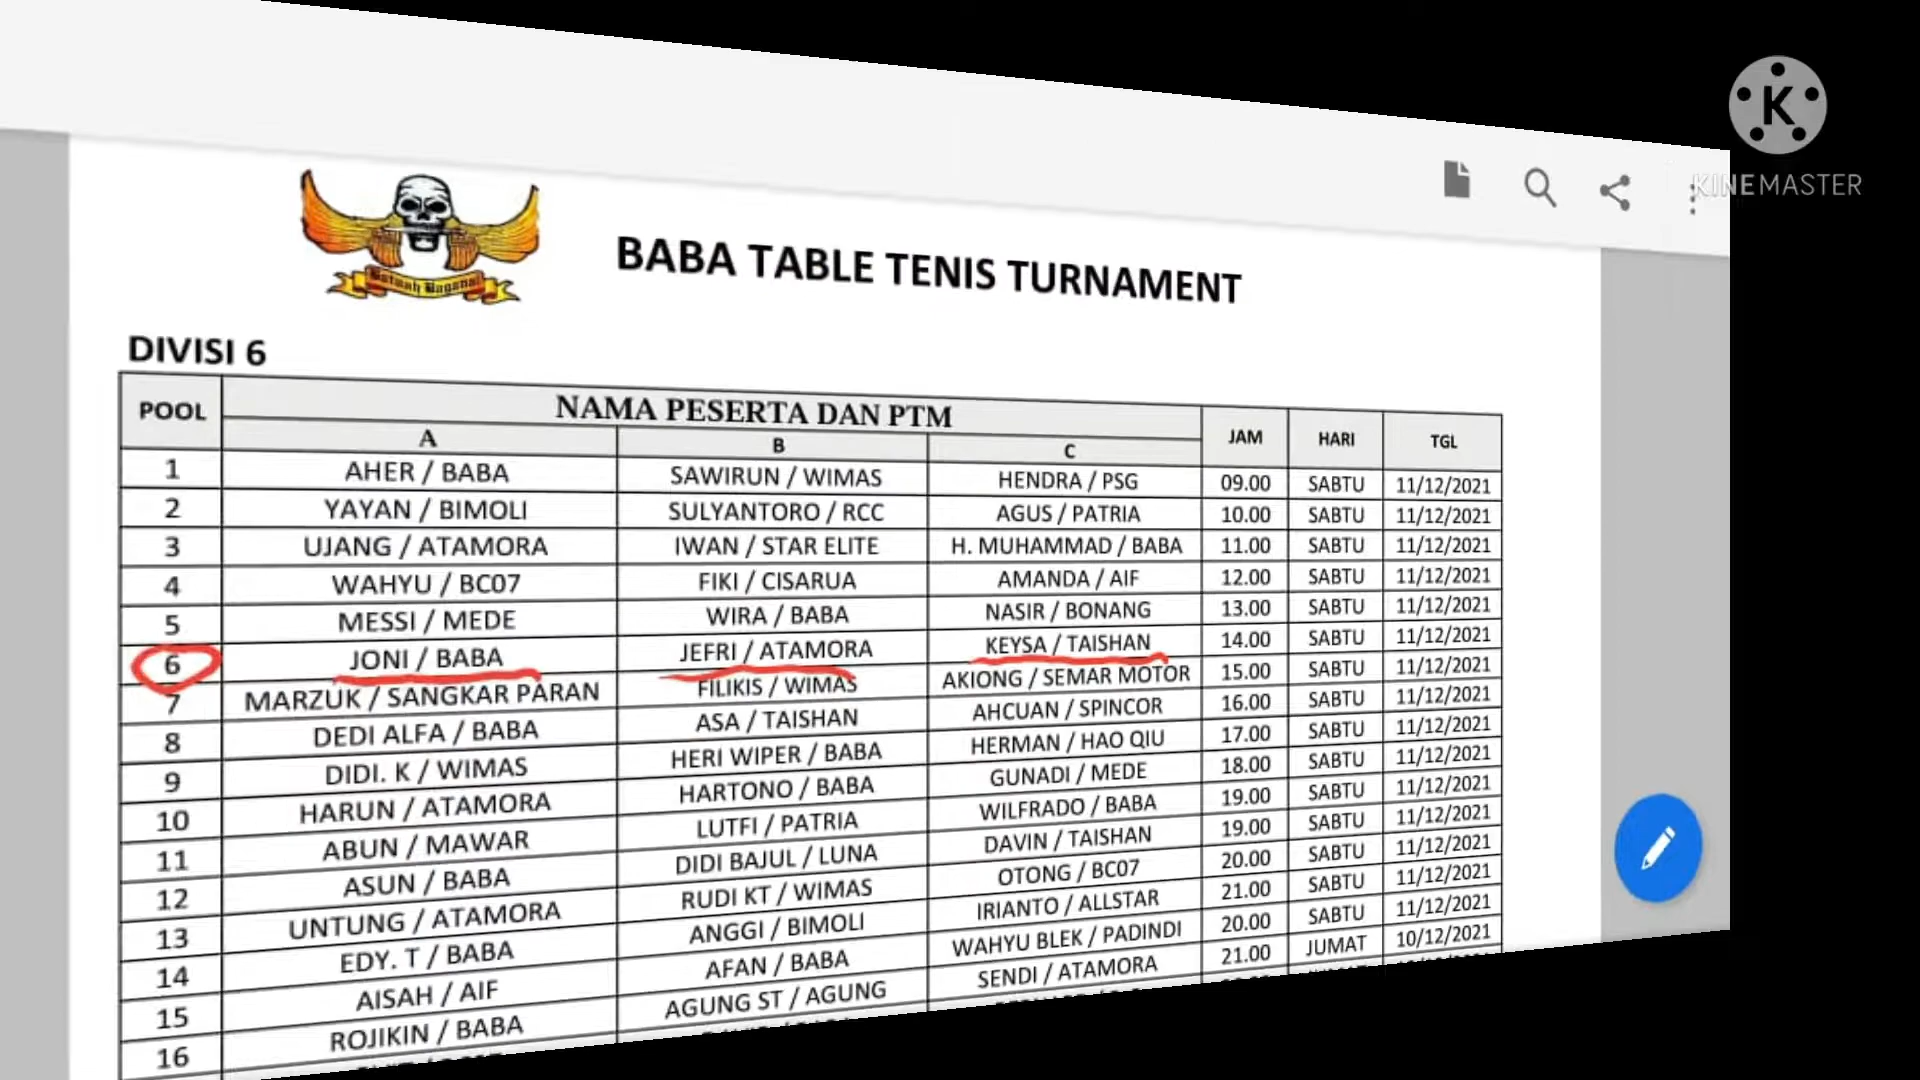 KINEMASTER
BABA TABLE TENIS TURNAMENT
DIVISI 6
POOL NAMA PESERTA DAN PTM JAM HARI TGL
A B C
1 AHER / BABA SAWIRUN / WIMAS HENDRA / PSG 09.00 SABTU 11/12/2021
2 YAYAN / BIMOLI SULYANTORO / RCC AGUS / PATRIA 10.00 SABTU 11/12/2021
3 UJANG / ATAMORA IWAN / STAR ELITE H. MUHAMMAD / BABA 11.00 SABTU 11/12/2021
4 WAHYU / BC07 FIKI / CISARUA AMANDA / AIF 12.00 SABTU 11/12/2021
5 MESSI / MEDE WIRA / BABA NASIR / BONANG 13.00 SABTU 11/12/2021
6 JONI / BABA JEFRI / ATAMORA KEYSA / TAISHAN 14.00 SABTU 11/12/2021
7 MARZUK / SANGKAR PARAN FILIKIS / WIMAS AKIONG / SEMAR MOTOR 15.00 SABTU 11/12/2021
8 DEDI ALFA / BABA ASA / TAISHAN AHCUAN / SPINCOR 16.00 SABTU 11/12/2021
9 DIDI. K / WIMAS HERI WIPER / BABA HERMAN / HAO QIU 17.00 SABTU 11/12/2021
10 HARUN / ATAMORA HARTONO / BABA GUNADI / MEDE 18.00 SABTU 11/12/2021
11 ABUN / MAWAR LUTFI / PATRIA WILFRADO / BABA 19.00 SABTU 11/12/2021
12 ASUN / BABA DIDI BAJUL / LUNA DAVIN / TAISHAN 19.00 SABTU 11/12/2021
13 UNTUNG / ATAMORA RUDI KT / WIMAS OTONG / BC07 20.00 SABTU 11/12/2021
14 EDY. T / BABA ANGGI / BIMOLI IRIANTO / ALLSTAR 21.00 SABTU 11/12/2021
15 AISAH / AIF AFAN / BABA WAHYU BLEK / PADINDI 20.00 SABTU 11/12/2021
16 ROJIKIN / BABA AGUNG ST / AGUNG SENDI / ATAMORA 21.00 JUMAT 10/12/2021